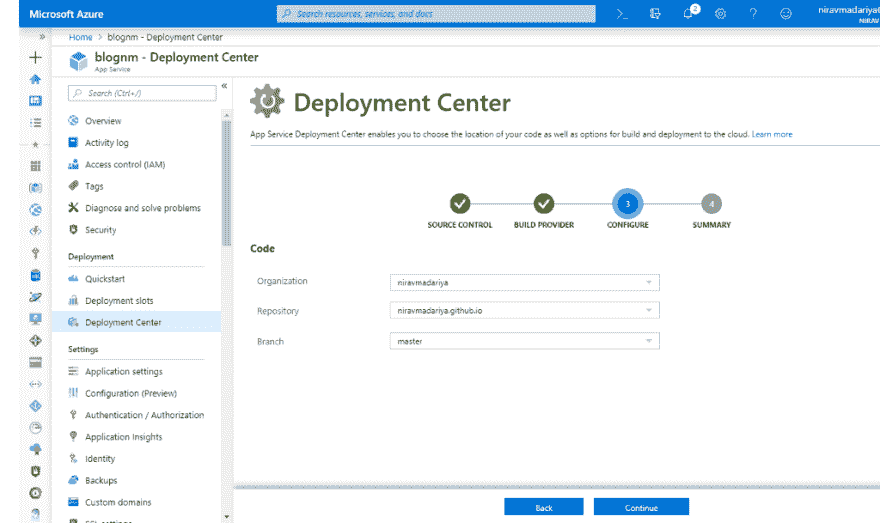 Microsoft Azure
Search resources, services, and docs
2
niravmadariya@
NIRAV
Home > blognm - Deployment Center
blognm - Deployment Center
App Service
Search (Ctrl+/)
Overview
Activity log
Access control (IAM)
Tags
Diagnose and solve problems
Security
Deployment
Quickstart
Deployment slots
Deployment Center
Settings
Application settings
Configuration (Preview)
Authentication / Authorization
Application Insights
Identity
Backups
Custom domains
SSL settings
Deployment Center
App Service Deployment Center enables you to choose the location of your code as well as options for build and deployment to the cloud. Learn more
3 4
SOURCE CONTROL BUILD PROVIDER CONFIGURE SUMMARY
Code
Organization niravmadariya
Repository niravmadariya.github.io
Branch master
Back Continue